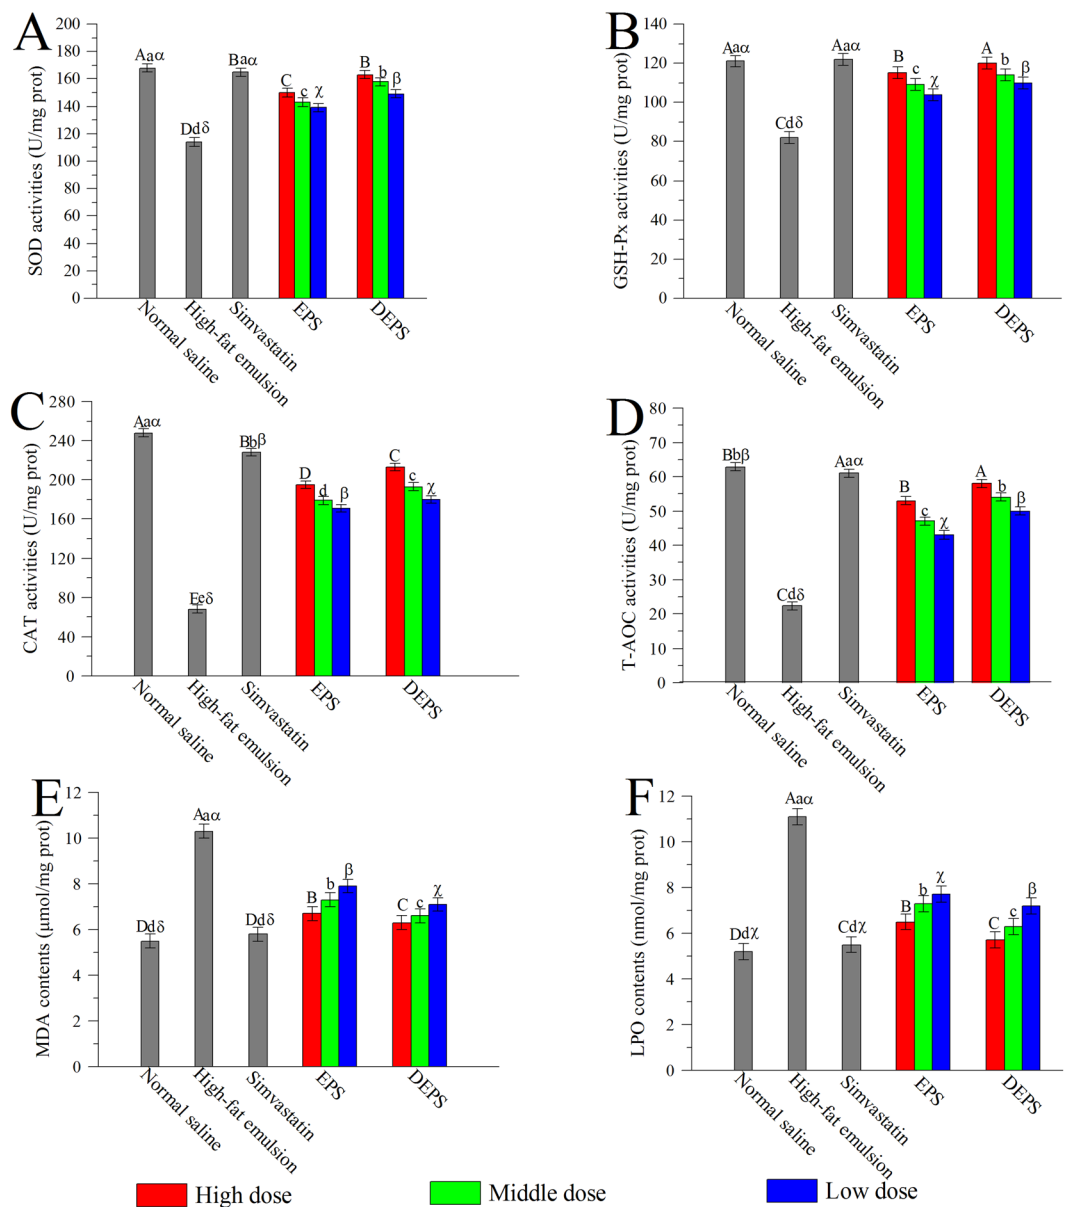 A
SOD activities (U/mg prot)
200
180
160
140
120
100
80
60
40
20
0
Aaα
Ddδ
Baα
C
c
χ
B
b
β
Normal saline
High-fat emulsion
Simvastatin
EPS
DEPS
B
GSH-Px activities (U/mg prot)
140
120
100
80
60
40
20
0
Aaα
Cdδ
Aaα
B
c
χ
A
b
β
Normal saline
High-fat emulsion
Simvastatin
EPS
DEPS
C
CAT activities (U/mg prot)
280
240
200
160
120
80
40
0
Aaα
Eeδ
Bbβ
D
d
β
C
c
χ
Normal saline
High-fat emulsion
Simvastatin
EPS
DEPS
D
T-AOC activities (U/mg prot)
80
70
60
50
40
30
20
10
0
Bbβ
Cdδ
Aaα
B
c
χ
A
b
β
Normal saline
High-fat emulsion
Simvastatin
EPS
DEPS
E
MDA contents (μmol/mg prot)
12
10
8
6
4
2
0
Ddδ
Aaα
Ddδ
B
b
β
C
c
χ
Normal saline
High-fat emulsion
Simvastatin
EPS
DEPS
F
LPO contents (nmol/mg prot)
12
10
8
6
4
2
0
Ddχ
Aaα
Cdχ
B
b
χ
C
c
β
Normal saline
High-fat emulsion
Simvastatin
EPS
DEPS
High dose
Middle dose
Low dose